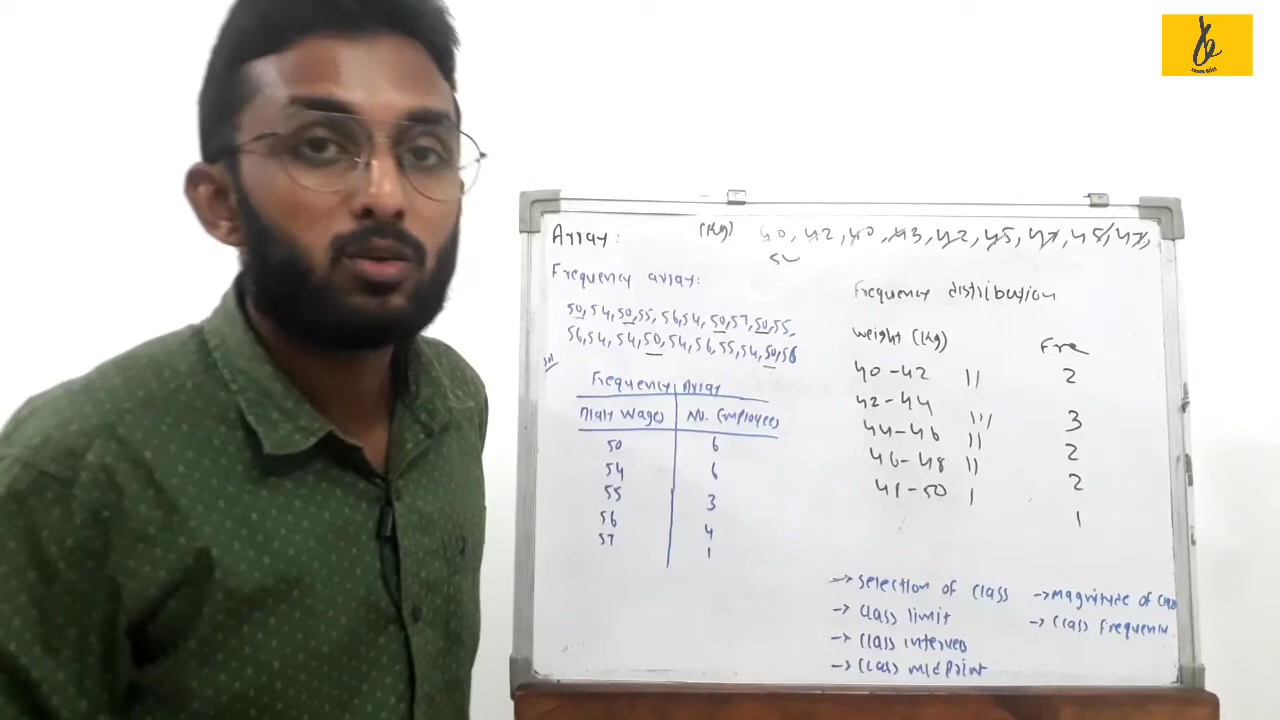 Array:
(Kg) 40, 42, 40, 43, 42, 45, 47, 45, 47,
50
Frequency array:
50, 54, 50, 55, 56, 54, 50, 57, 50, 55,
56, 54, 54, 50, 54, 56, 55, 54, 50, 56
Sol
Frequency Array
Daily Wages No. Employees
50 6
54 6
55 3
56 4
57 1
Frequency distribution
Weight (Kg) Fre
40-42 || 2
42-44 ||| 3
44-46 || 2
46-48 || 2
48-50 | 1
→ Selection of class
→ Class limit
→ Class interval
→ Class midpoint
→ Magnitude of Class
→ Class Frequency